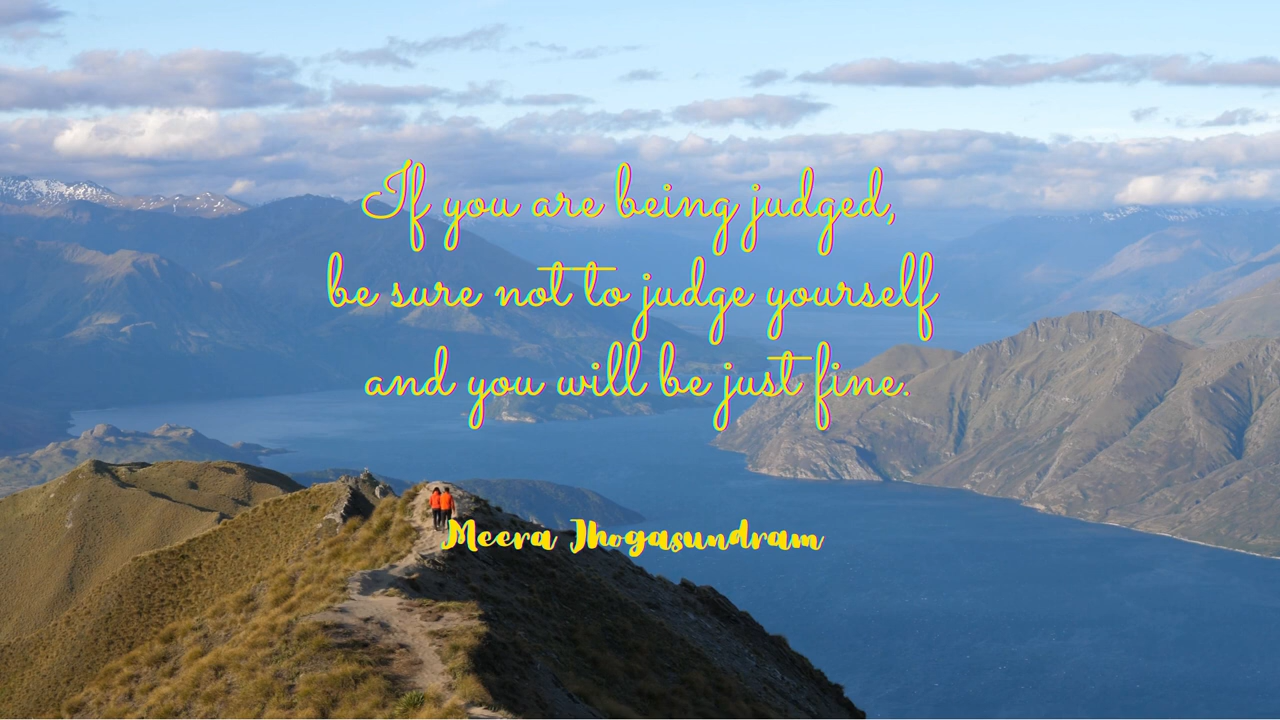 If you are being judged,
be sure not to judge yourself
and you will be just fine.
Meera Jhogasundram